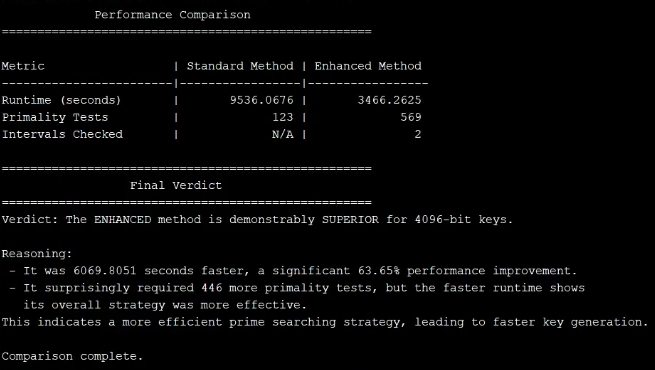 Performance Comparison
====================================================
Metric | Standard Method | Enhanced Method
------------------------|-----------------|-----------------
Runtime (seconds) | 9536.0676 | 3466.2625
Primality Tests | 123 | 569
Intervals Checked | N/A | 2
====================================================
Final Verdict
====================================================
Verdict: The ENHANCED method is demonstrably SUPERIOR for 4096-bit keys.
Reasoning:
- It was 6069.8051 seconds faster, a significant 63.65% performance improvement.
- It surprisingly required 446 more primality tests, but the faster runtime shows
its overall strategy was more effective.
This indicates a more efficient prime searching strategy, leading to faster key generation.
Comparison complete.